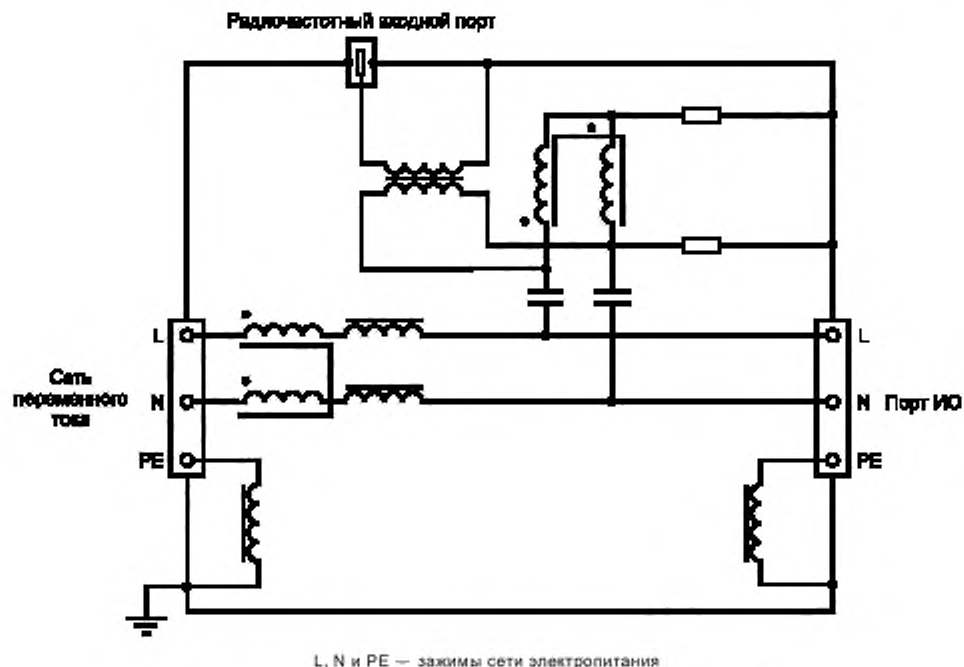 Радиочастотный входной порт
L
L
Сеть
переменного
тока
N
N
Порт ИО
PE
PE
L, N и PE — зажимы сети электропитания